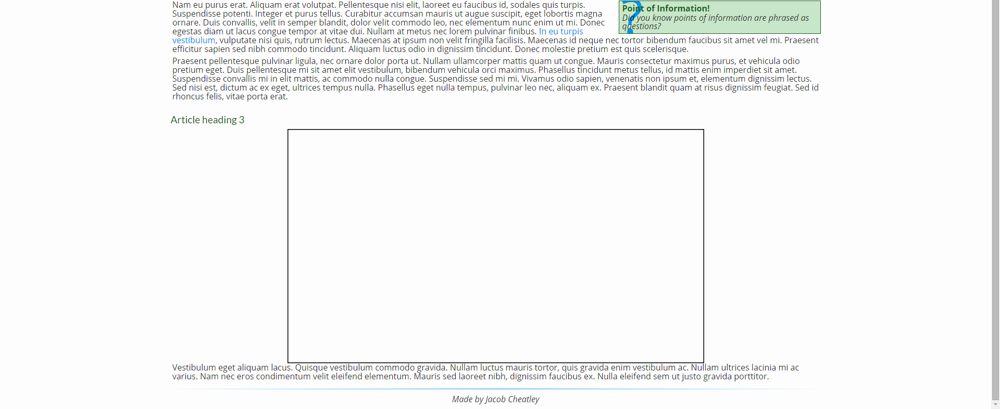 Nam eu purus erat. Aliquam erat volutpat. Pellentesque nisi elit, laoreet eu faucibus id, sodales quis turpis.
Suspendisse potenti. Integer et purus tellus. Curabitur accumsan mauris ut augue suscipit, eget lobortis magna
ornare. Duis convallis, velit in semper blandit, dolor velit commodo leo, nec elementum nunc enim ut mi. Donec
egestas diam ut lacus congue tempor at vitae dui. Nullam at metus nec lorem pulvinar finibus. In eu turpis
vestibulum, vulputate nisi quis, rutrum lectus. Maecenas at ipsum non velit fringilla facilisis. Maecenas id neque nec tortor bibendum faucibus sit amet vel mi. Praesent
efficitur sapien sed nibh commodo tincidunt. Aliquam luctus odio in dignissim tincidunt. Donec molestie pretium est quis scelerisque.
?
Point of Information!
Did you know points of information are phrased as
questions?
Praesent pellentesque pulvinar ligula, nec ornare dolor porta ut. Nullam ullamcorper mattis quam ut congue. Mauris consectetur maximus purus, et vehicula odio
pretium eget. Duis pellentesque mi sit amet elit vestibulum, bibendum vehicula orci maximus. Phasellus tincidunt metus tellus, id mattis enim imperdiet sit amet.
Suspendisse convallis mi in elit mattis, ac commodo nulla congue. Suspendisse sed mi mi. Vivamus odio sapien, venenatis non ipsum et, elementum dignissim lectus.
Sed nisi est, dictum ac ex eget, ultrices tempus nulla. Phasellus eget nulla tempus, pulvinar leo nec, aliquam ex. Praesent blandit quam at risus dignissim feugiat. Sed id
rhoncus felis, vitae porta erat.
Article heading 3
Vestibulum eget aliquam lacus. Quisque vestibulum commodo gravida. Nullam luctus mauris tortor, quis gravida enim vestibulum ac. Nullam ultrices lacinia mi ac
varius. Nam nec eros condimentum velit eleifend elementum. Mauris sed laoreet nibh, dignissim faucibus ex. Nulla eleifend sem ut justo gravida porttitor.
Made by Jacob Cheatley